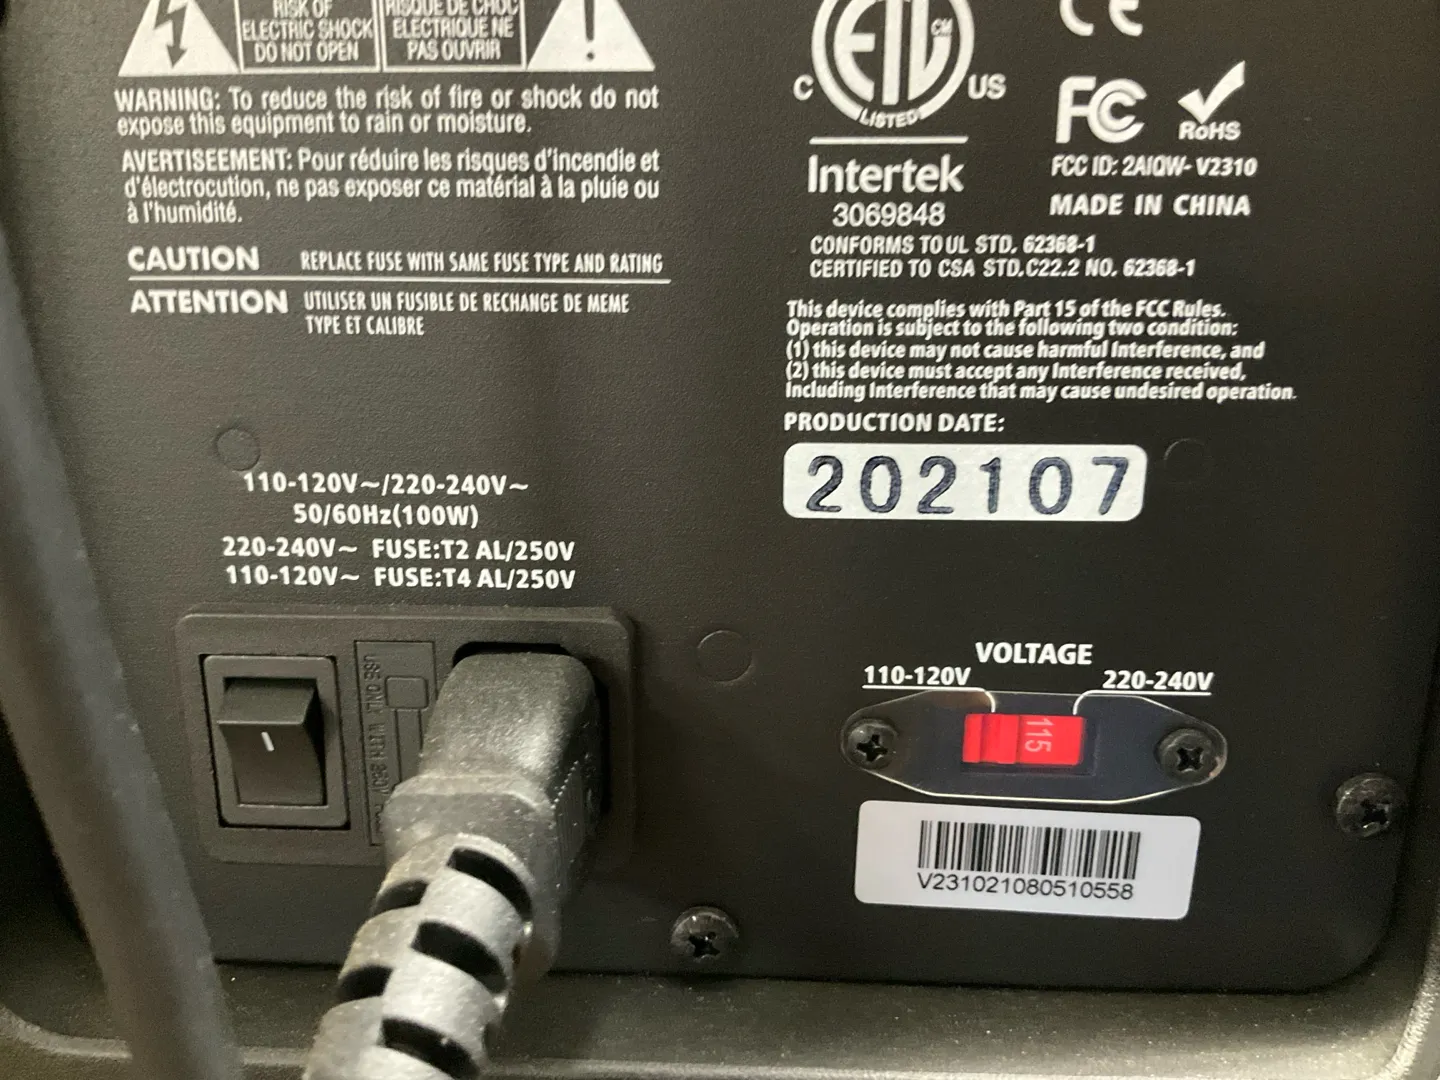 RISK OF
ELECTRIC SHOCK
DO NOT OPEN
RISQUE DE CHOC
ELECTRIQUE NE
PAS OUVRIR
!
WARNING: To reduce the risk of fire or shock do not
expose this equipment to rain or moisture.
AVERTISEEMENT: Pour réduire les risques d'incendie et
d'électrocution, ne pas exposer ce matérial à la pluie ou
à l'humidité.
CAUTION REPLACE FUSE WITH SAME FUSE TYPE AND RATING
ATTENTION UTILISER UN FUSIBLE DE RECHANGE DE MEME
TYPE ET CALIBRE
ETL CM
C US
LISTED
Intertek
3069848
CE
FC
RoHS
FCC ID: 2AIQW- V2310
MADE IN CHINA
CONFORMS TO UL STD. 62368-1
CERTIFIED TO CSA STD.C22.2 NO. 62368-1
This device complies with Part 15 of the FCC Rules.
Operation is subject to the following two condition:
(1) this device may not cause harmful Interference, and
(2) this device must accept any Interference received,
Including Interference that may cause undesired operation.
PRODUCTION DATE:
202107
110-120V~/220-240V~
50/60Hz(100W)
220-240V~ FUSE:T2 AL/250V
110-120V~ FUSE:T4 AL/250V
USE ONLY WITH
VOLTAGE
110-120V 220-240V
115
V231021080510558